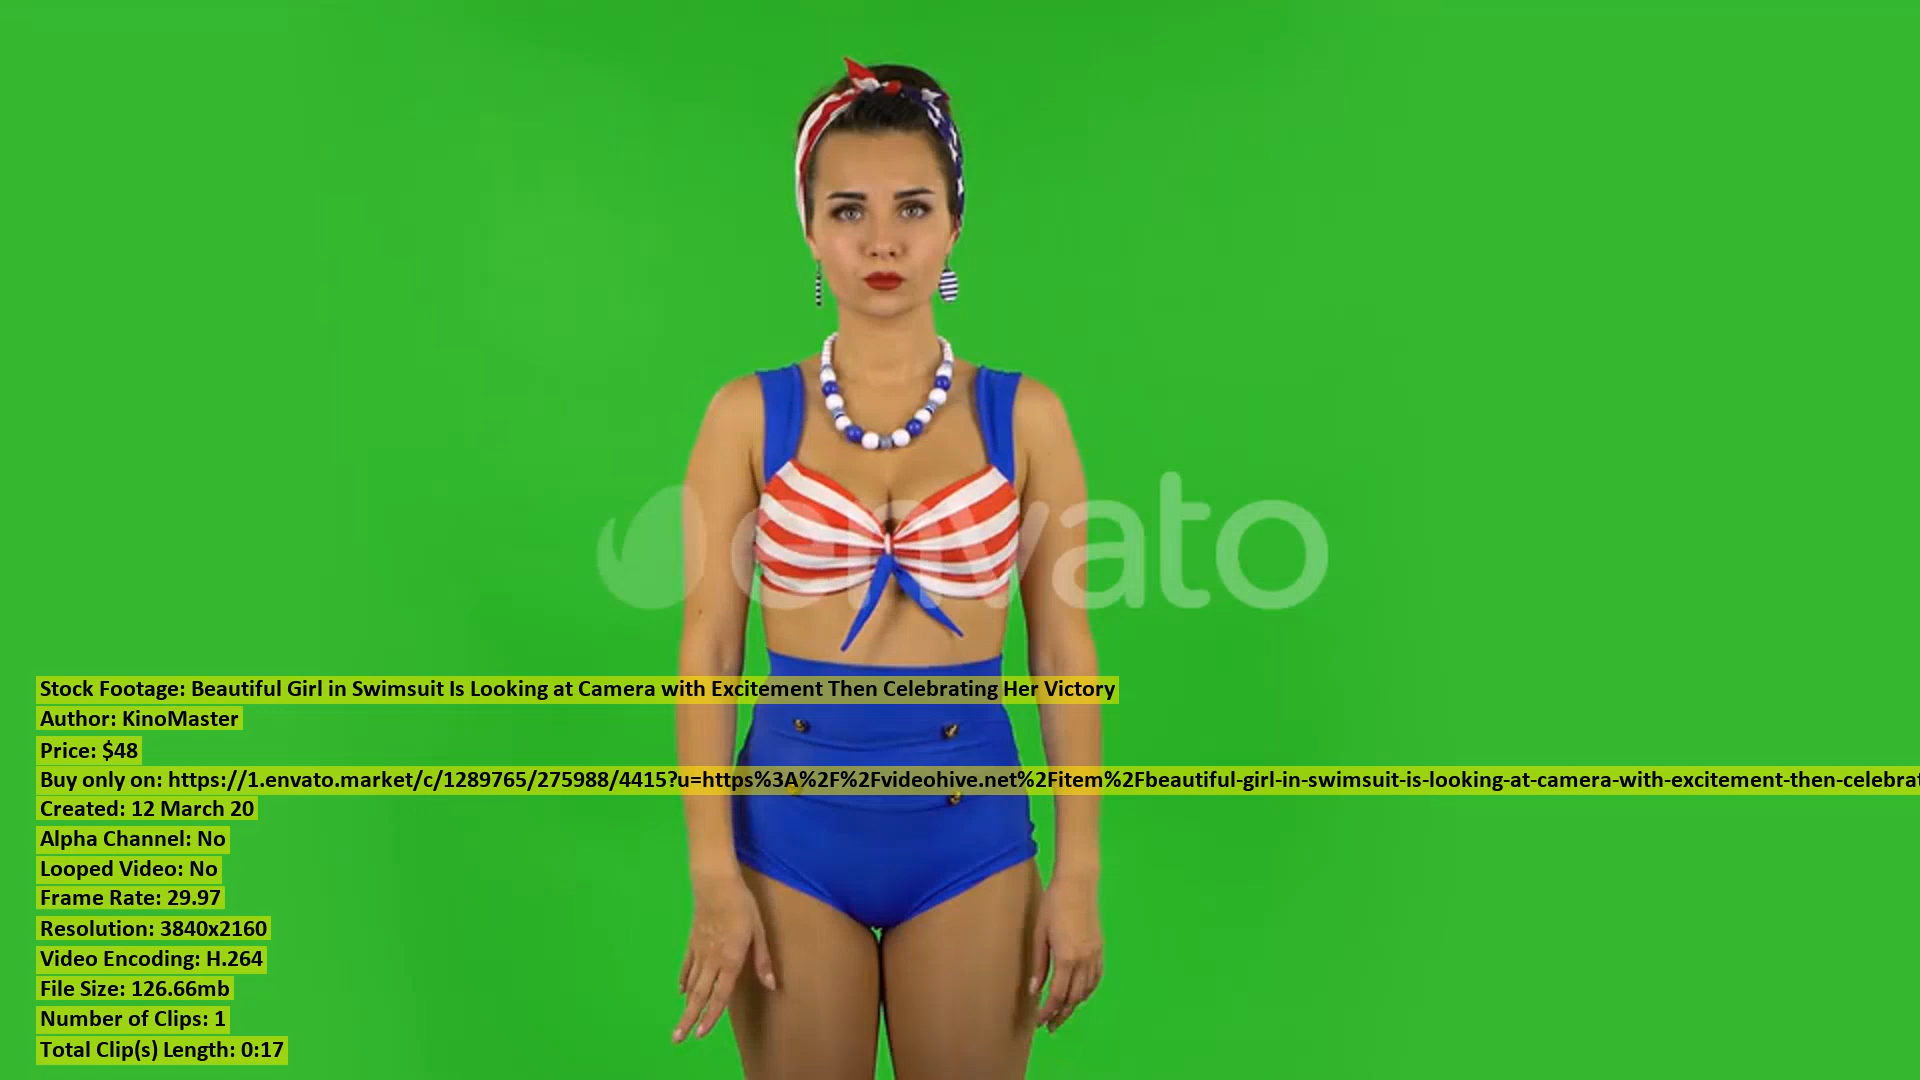 envato
Stock Footage: Beautiful Girl in Swimsuit Is Looking at Camera with Excitement Then Celebrating Her Victory
Author: KinoMaster
Price: $48
Buy only on: https://1.envato.market/c/1289765/275988/4415?u=https%3A%2F%2Fvideohive.net%2Fitem%2Fbeautiful-girl-in-swimsuit-is-looking-at-camera-with-excitement-then-celebrat
Created: 12 March 20
Alpha Channel: No
Looped Video: No
Frame Rate: 29.97
Resolution: 3840x2160
Video Encoding: H.264
File Size: 126.66mb
Number of Clips: 1
Total Clip(s) Length: 0:17